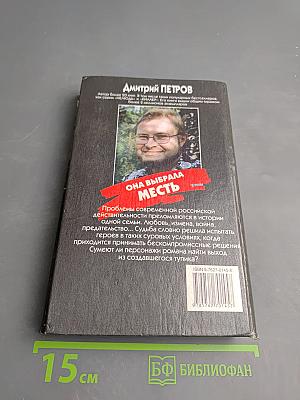 Дмитрий ПЕТРОВ
ОНА ВЫБРАЛА
МЕСТЬ
Проблемы современной российской
действительности преломляются в истории
одной семьи. Любовь, измена, война,
предательство... Судьба словно решила испытать
героев в таких суровых условиях, когда
приходится принимать бескомпромиссные решения.
Сумеют ли персонажи романа найти выход
из создавшегося тупика?
15 см
БФ БИБЛИОФАН